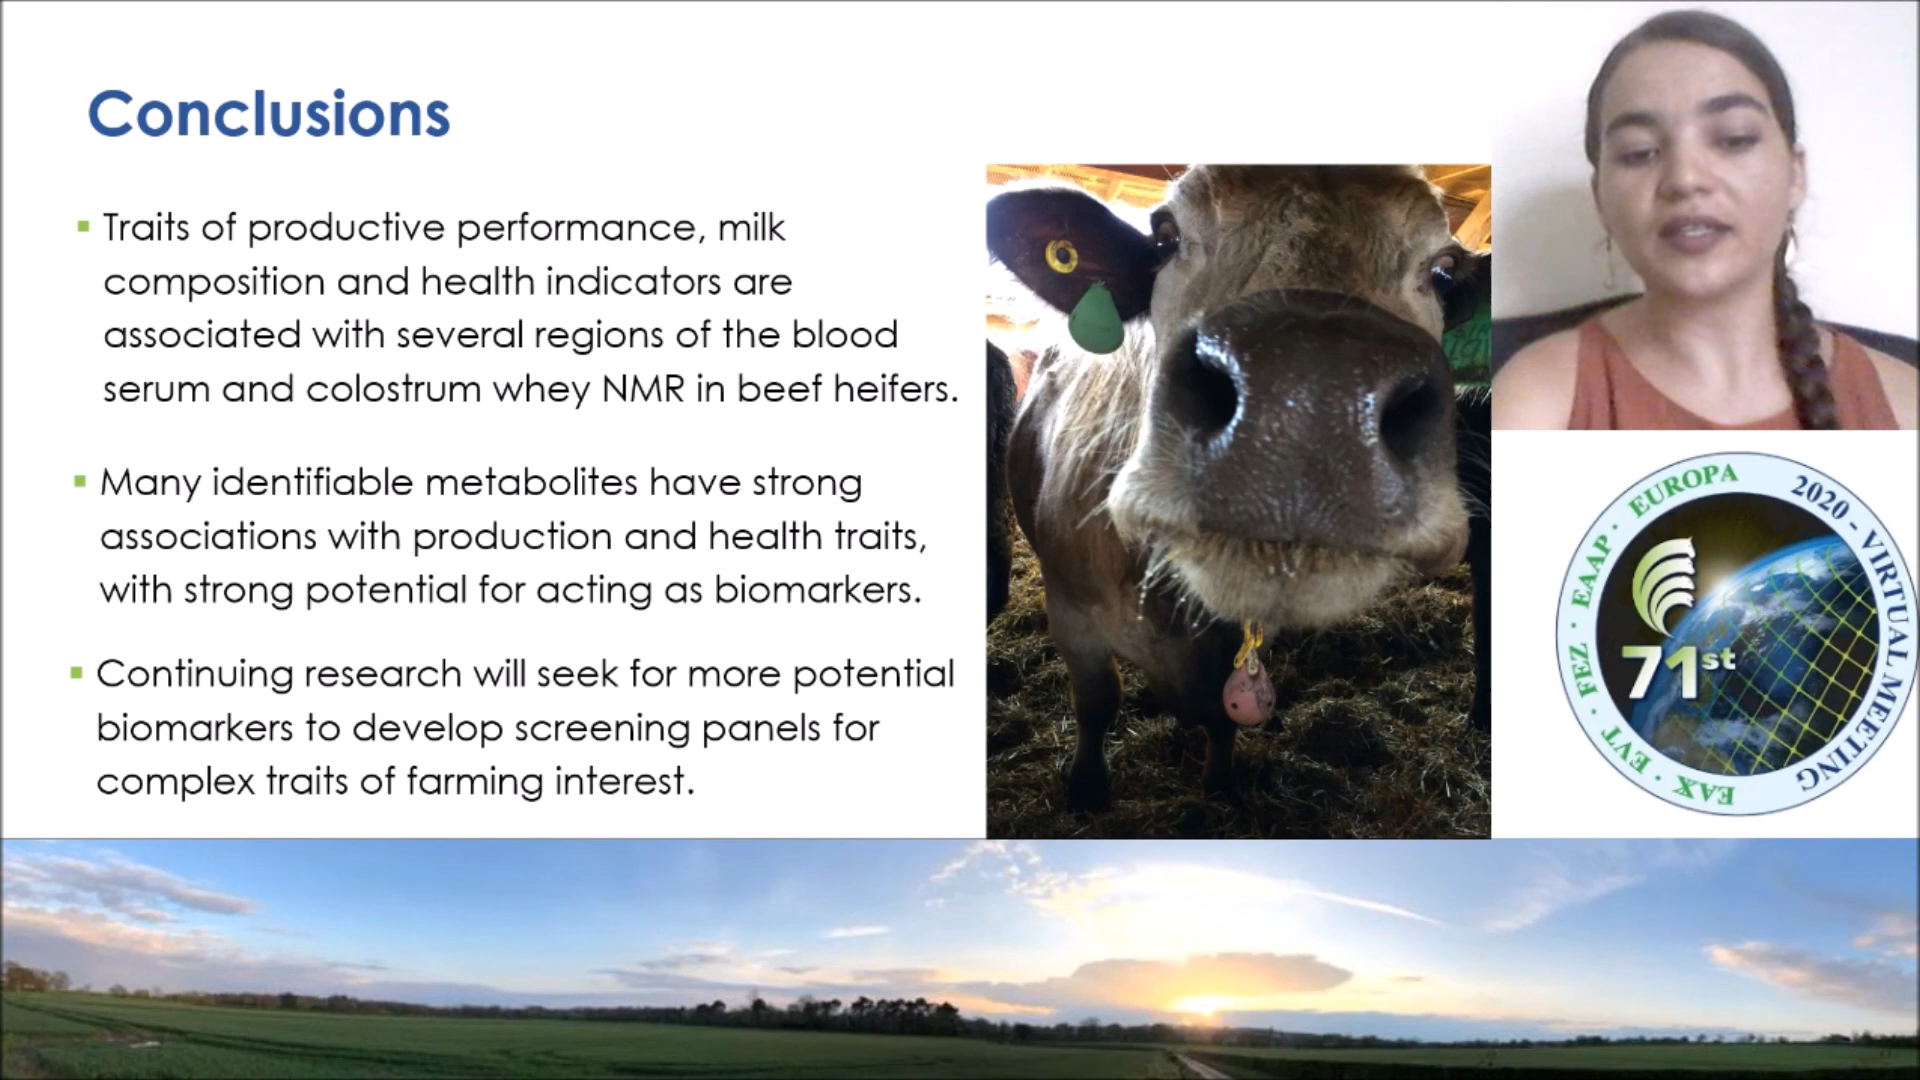 Conclusions
Traits of productive performance, milk
composition and health indicators are
associated with several regions of the blood
serum and colostrum whey NMR in beef heifers.
Many identifiable metabolites have strong
associations with production and health traits,
with strong potential for acting as biomarkers.
Continuing research will seek for more potential
biomarkers to develop screening panels for
complex traits of farming interest.
EAX · EVT · FEZ · EAAP · EUROPA
2020 - VIRTUAL MEETING
71st